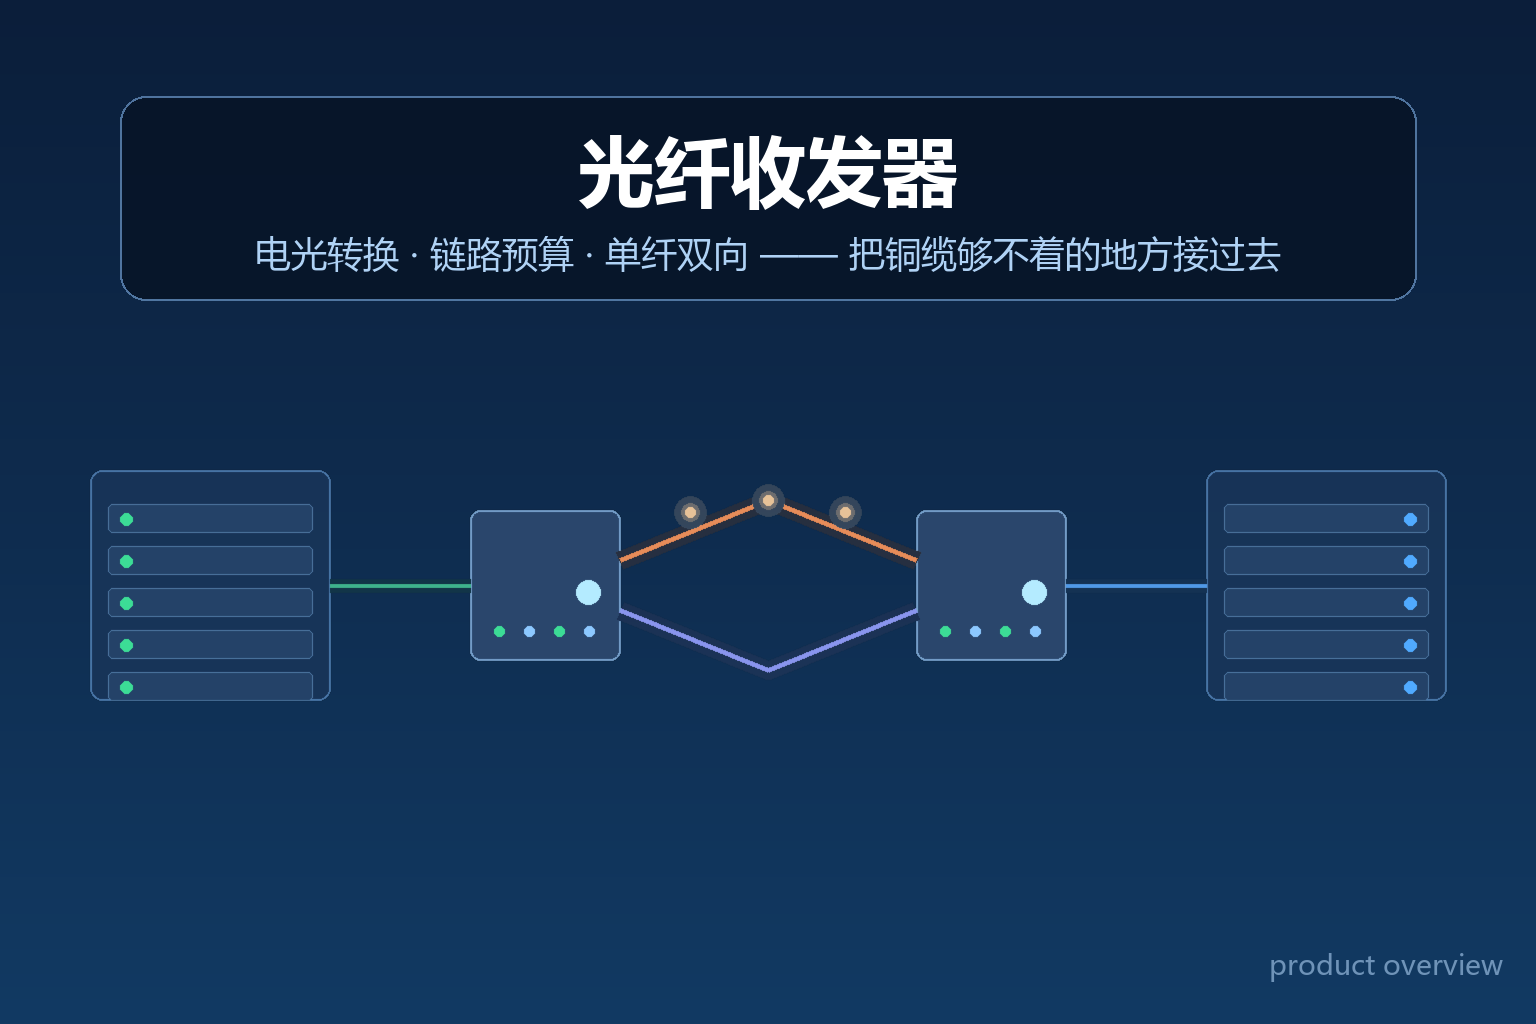 光纤收发器
电光转换 · 链路预算 · 单纤双向 —— 把铜缆够不着的地方接过去
product overview